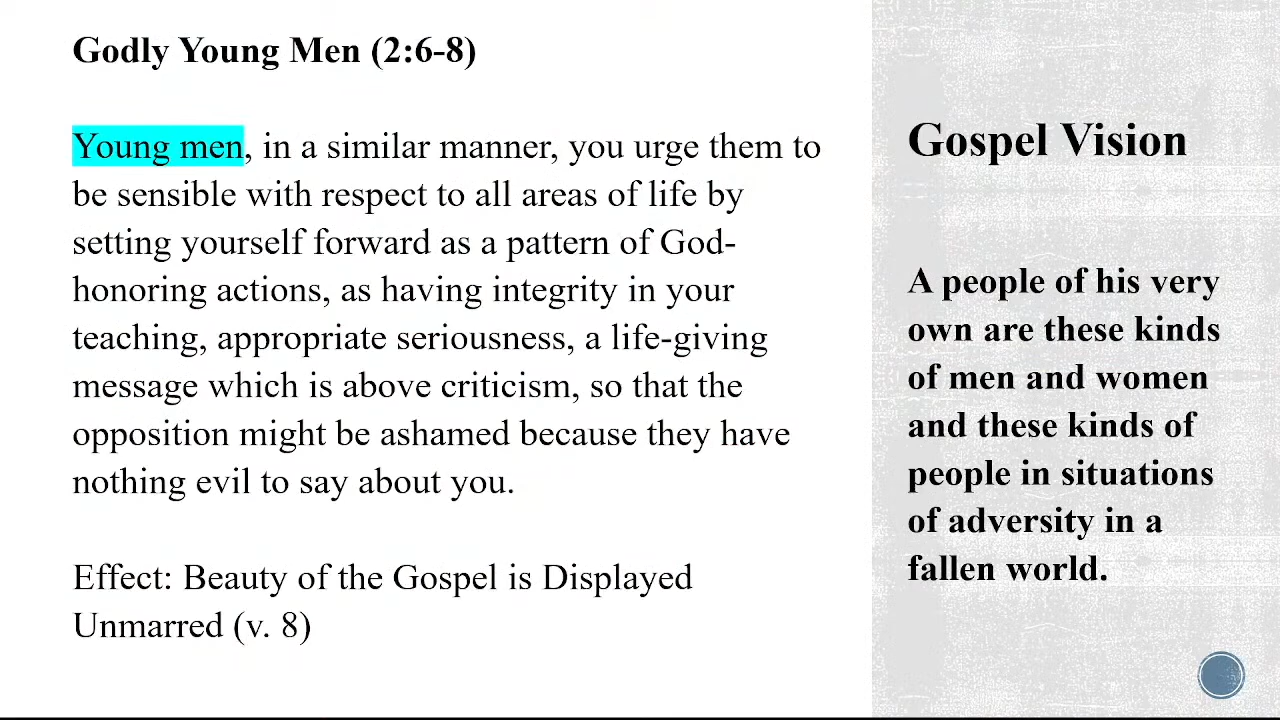 Godly Young Men (2:6-8)
Young men, in a similar manner, you urge them to
be sensible with respect to all areas of life by
setting yourself forward as a pattern of God-
honoring actions, as having integrity in your
teaching, appropriate seriousness, a life-giving
message which is above criticism, so that the
opposition might be ashamed because they have
nothing evil to say about you.
Effect: Beauty of the Gospel is Displayed
Unmarred (v. 8)
Gospel Vision
A people of his very
own are these kinds
of men and women
and these kinds of
people in situations
of adversity in a
fallen world.